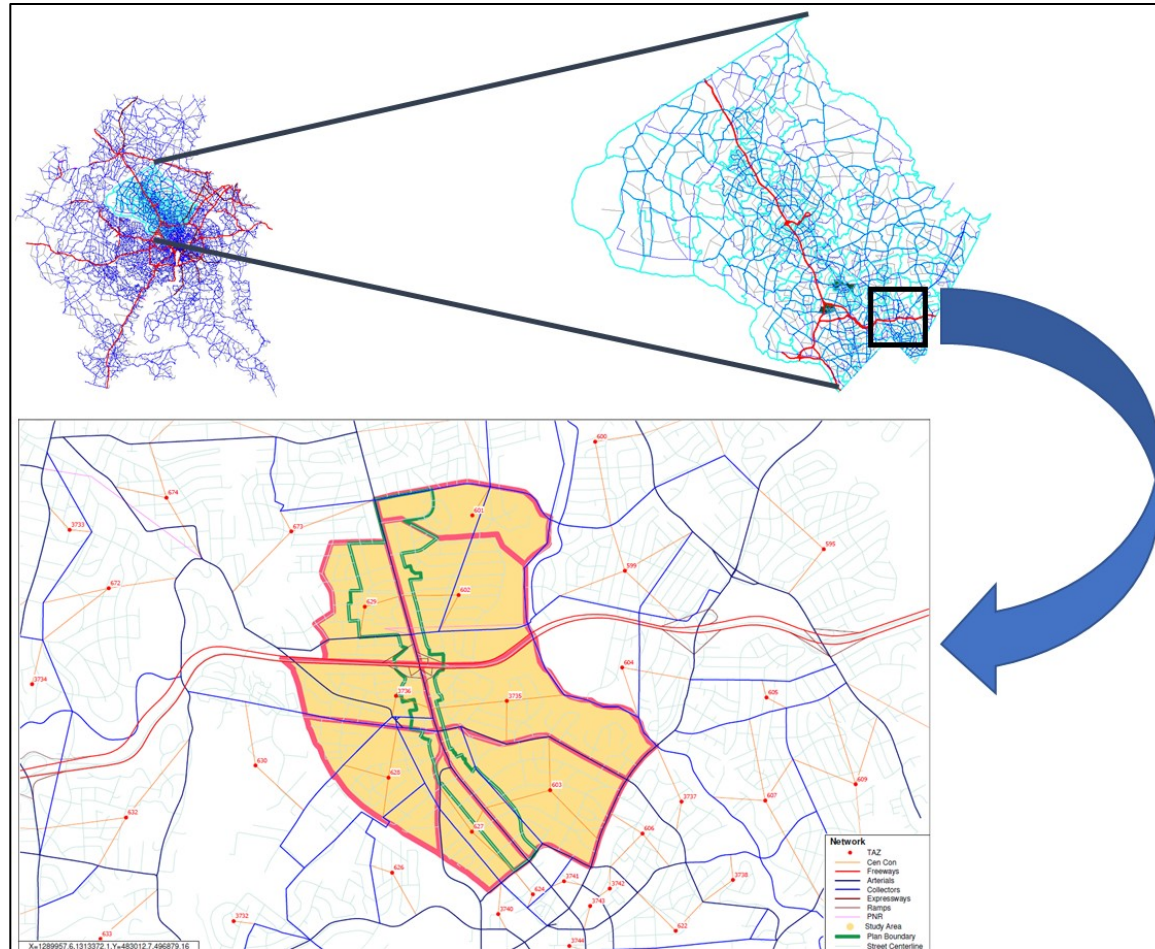 600
674
601
3733
673
595
599
672
602
629
604
3734
3736
3735
605
630
628
609
603
3737
607
632
627
606
Network
TAZ
Cen Con
Freeways
Arterials
Collectors
Expressways
Ramps
PNR
Study Area
Plan Boundary
Street Centerline
626
3741
3738
624
3742
3740
3743
3732
622
633
3744
X=1289957.6,1313372.1,Y=483012.7,496879.16